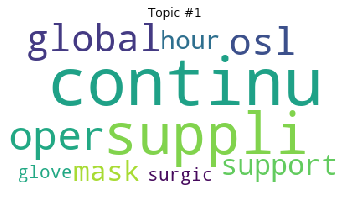 Topic #1
global hour osl
continu
oper suppli
glove mask surgic support